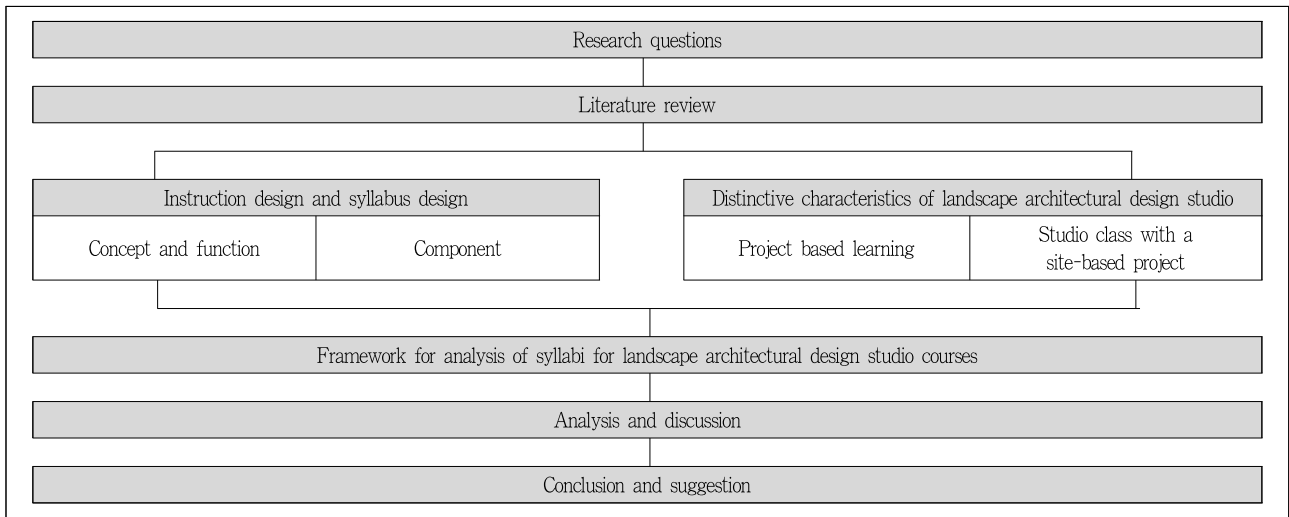 Research questions
Literature review
Instruction design and syllabus design
Concept and function
Component
Distinctive characteristics of landscape architectural design studio
Project based learning
Studio class with a
site-based project
Framework for analysis of syllabi for landscape architectural design studio courses
Analysis and discussion
Conclusion and suggestion